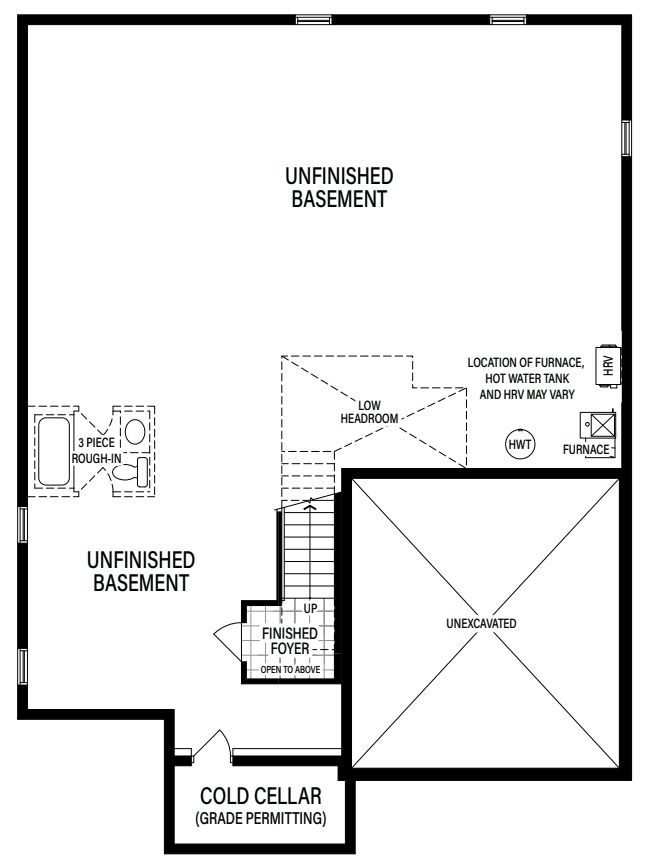 UNFINISHED
BASEMENT
LOCATION OF FURNACE,
HOT WATER TANK
AND HRV MAY VARY
HRV
LOW
HEADROOM
3 PIECE
ROUGH-IN
HWT
FURNACE
UNFINISHED
BASEMENT
UP
FINISHED
FOYER
OPEN TO ABOVE
UNEXCAVATED
COLD CELLAR
(GRADE PERMITTING)